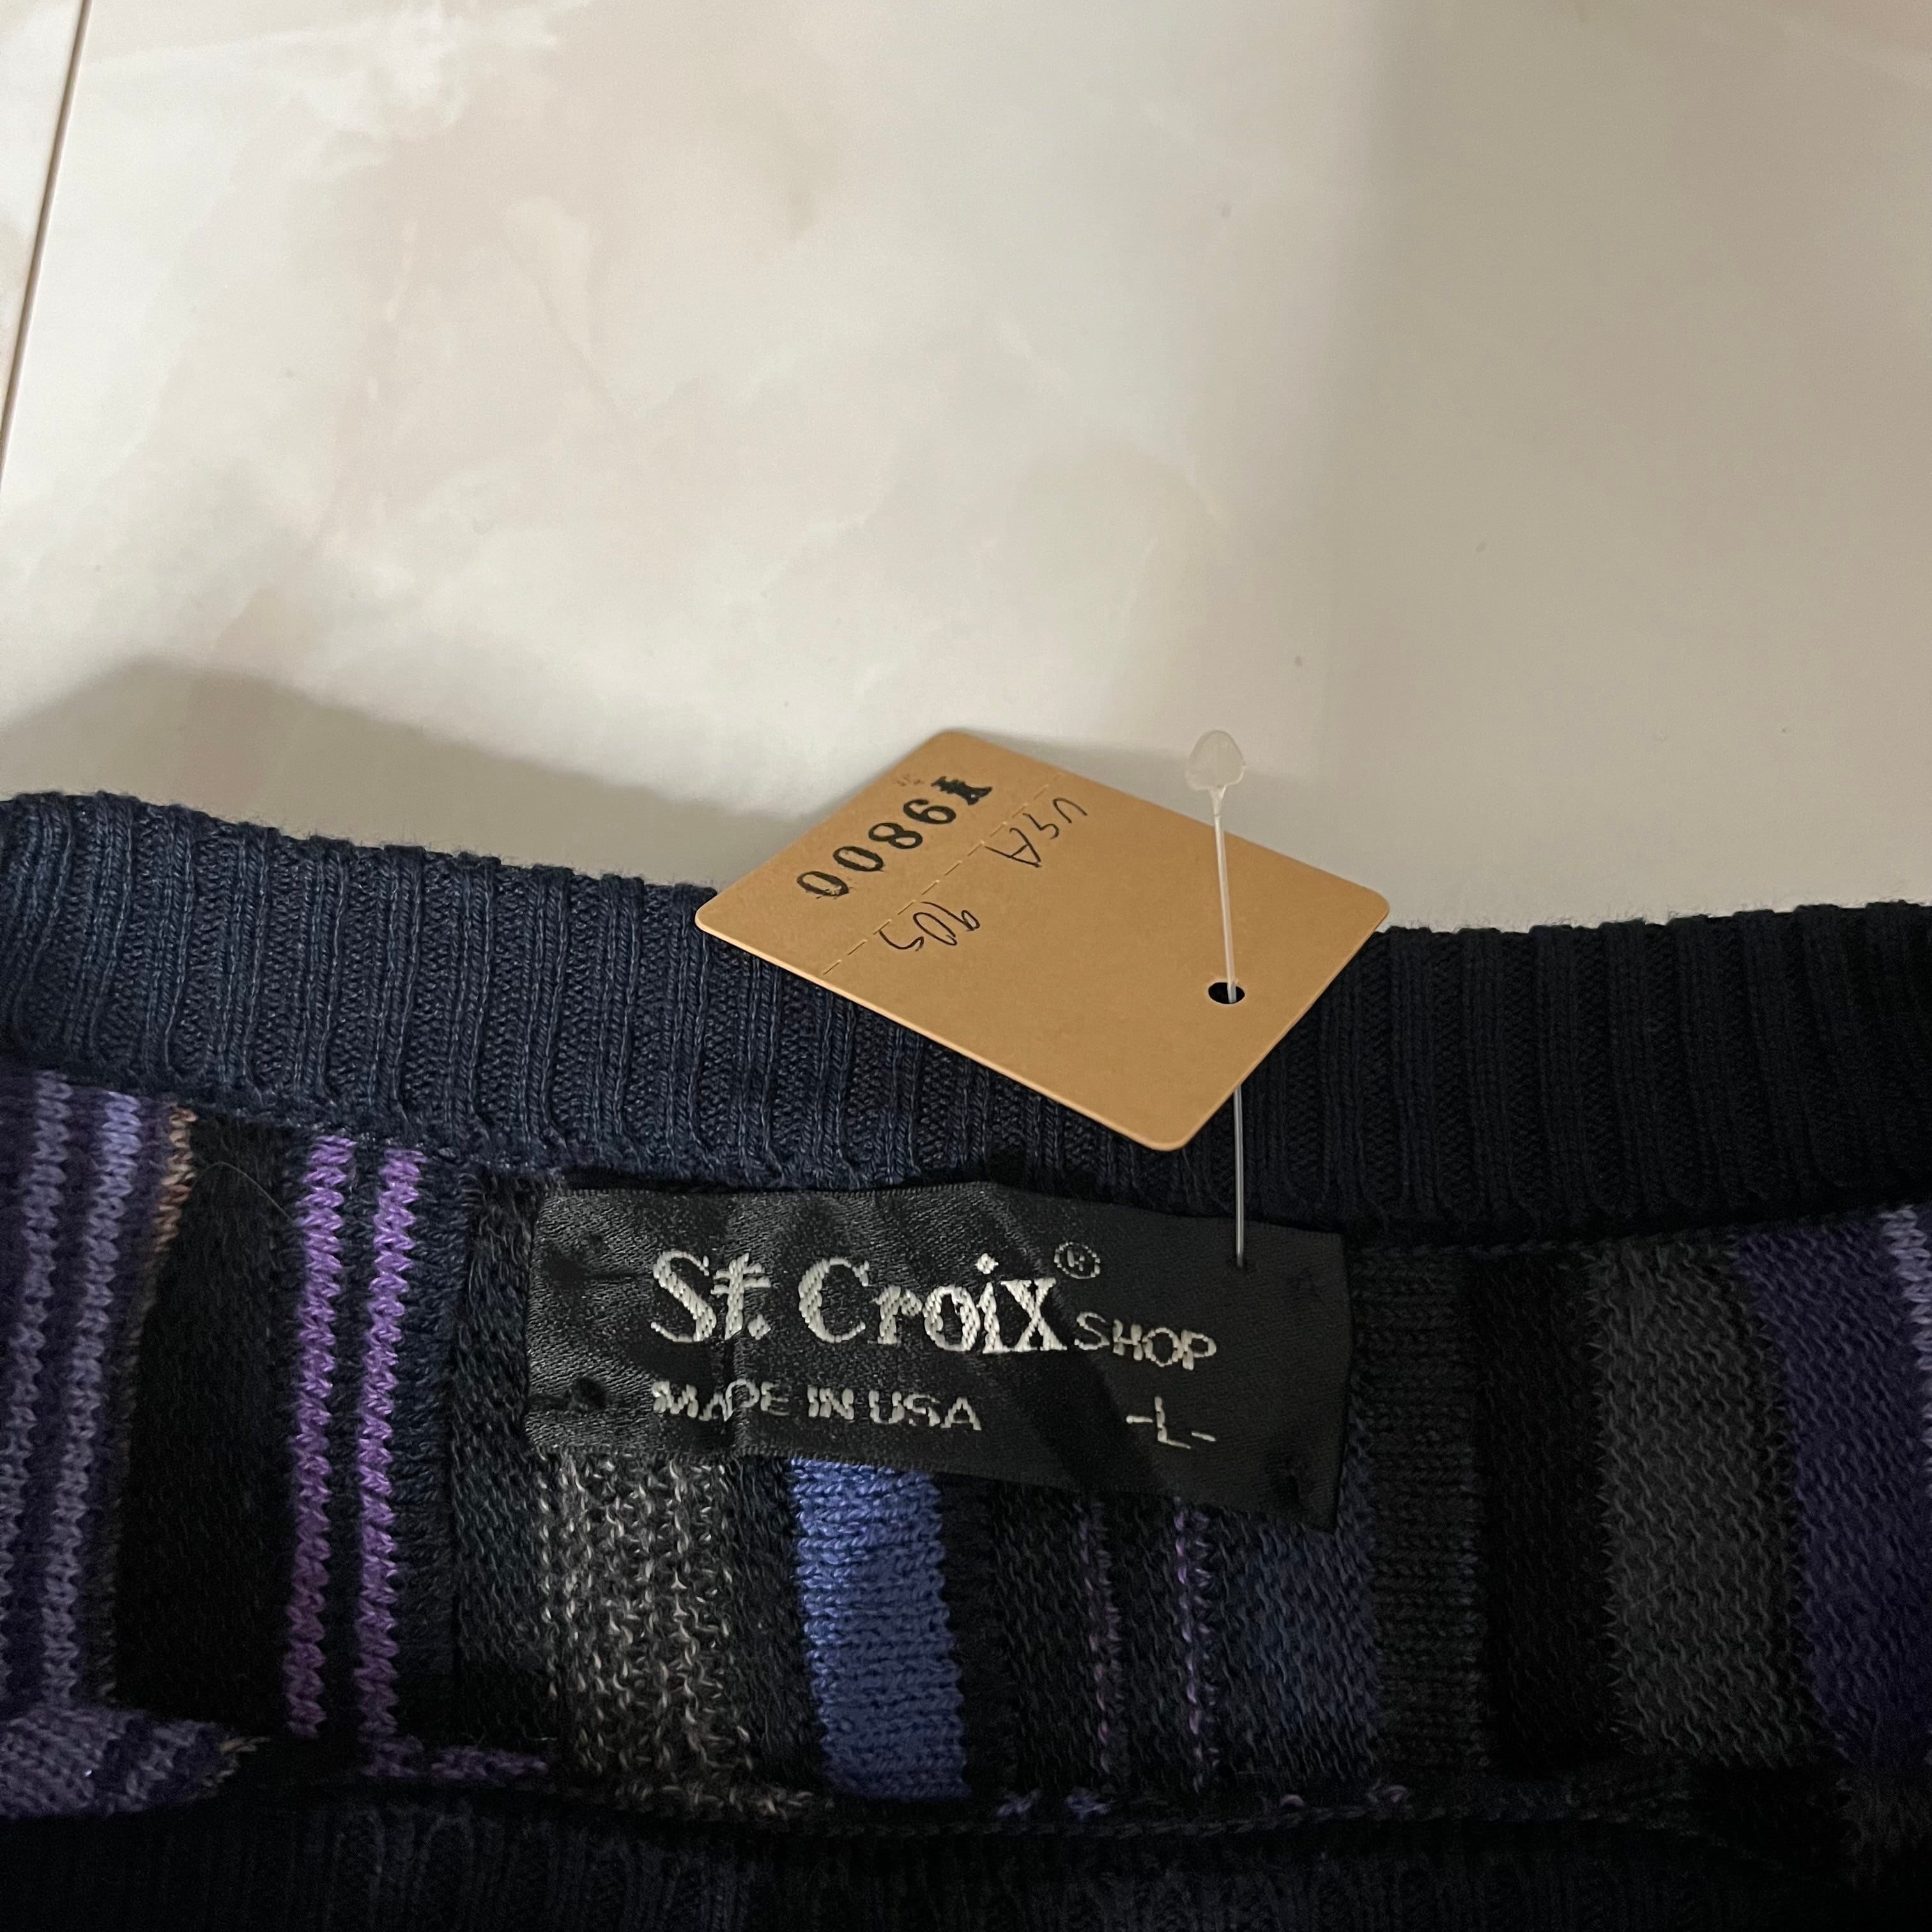 USA 90s
¥9800
St. Croix® SHOP
MADE IN USA -L-